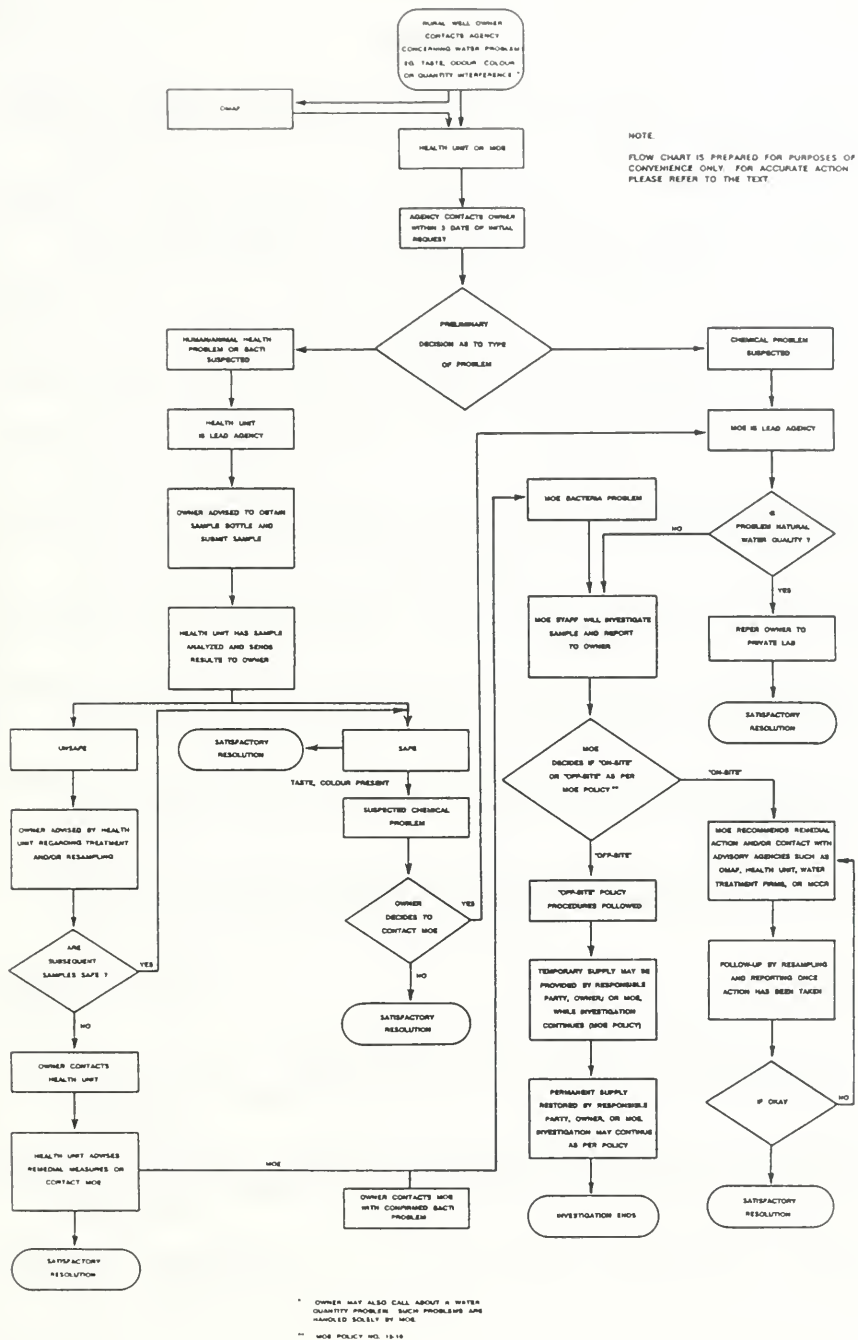 RURAL WELL OWNER
CONTACTS AGENCY
CONCERNING WATER PROBLEM
EG. TASTE, ODOUR, COLOUR
OR QUANTITY INTERFERENCE *
OMAF
HEALTH UNIT OR MOE
NOTE:
FLOW CHART IS PREPARED FOR PURPOSES OF
CONVENIENCE ONLY. FOR ACCURATE ACTION
PLEASE REFER TO THE TEXT.
AGENCY CONTACTS OWNER
WITHIN 3 DATE OF INITIAL
REQUEST
PRELIMINARY
DECISION AS TO TYPE
OF PROBLEM
HUMAN/ANIMAL HEALTH
PROBLEM OR BACTI
SUSPECTED
CHEMICAL PROBLEM
SUSPECTED
HEALTH UNIT
IS LEAD AGENCY
MOE IS LEAD AGENCY
OWNER ADVISED TO OBTAIN
SAMPLE BOTTLE AND
SUBMIT SAMPLE
MOE BACTERIA PROBLEM
NO
IS
PROBLEM NATURAL
WATER QUALITY ?
YES
HEALTH UNIT HAS SAMPLE
ANALYZED AND SENDS
RESULTS TO OWNER
MOE STAFF WILL INVESTIGATE
SAMPLE AND REPORT
TO OWNER
REFER OWNER TO
PRIVATE LAB
SATISFACTORY
RESOLUTION
UNSAFE
SATISFACTORY
RESOLUTION
SAFE
TASTE, COLOUR PRESENT
SUSPECTED CHEMICAL
PROBLEM
MOE
DECIDES IF "ON-SITE"
OR "OFF-SITE" AS PER
MOE POLICY **
"ON-SITE"
"OFF-SITE"
OWNER ADVISED BY HEALTH
UNIT REGARDING TREATMENT
AND/OR RESAMPLING
OWNER
DECIDES TO
CONTACT MOE
YES
NO
MOE RECOMMENDS REMEDIAL
ACTION AND/OR CONTACT WITH
ADVISORY AGENCIES SUCH AS
OMAF, HEALTH UNIT, WATER
TREATMENT FIRMS, OR MCCR
"OFF-SITE" POLICY
PROCEDURES FOLLOWED
ARE
SUBSEQUENT
SAMPLES SAFE ?
YES
NO
SATISFACTORY
RESOLUTION
TEMPORARY SUPPLY MAY BE
PROVIDED BY RESPONSIBLE
PARTY, OWNER, OR MOE,
WHILE INVESTIGATION
CONTINUES (MOE POLICY)
FOLLOW-UP BY RESAMPLING
AND REPORTING ONCE
ACTION HAS BEEN TAKEN
OWNER CONTACTS
HEALTH UNIT
PERMANENT SUPPLY
RESTORED BY RESPONSIBLE
PARTY, OWNER, OR MOE,
INVESTIGATION MAY CONTINUE
AS PER POLICY
IF OKAY
NO
HEALTH UNIT ADVISES
REMEDIAL MEASURES OR
CONTACT MOE
MOE
OWNER CONTACTS MOE
WITH CONFIRMED BACTI
PROBLEM
INVESTIGATION ENDS
SATISFACTORY
RESOLUTION
SATISFACTORY
RESOLUTION
* OWNER MAY ALSO CALL ABOUT A WATER
QUANTITY PROBLEM. SUCH PROBLEMS ARE
HANDLED SOLELY BY MOE.
** MOE POLICY NO.